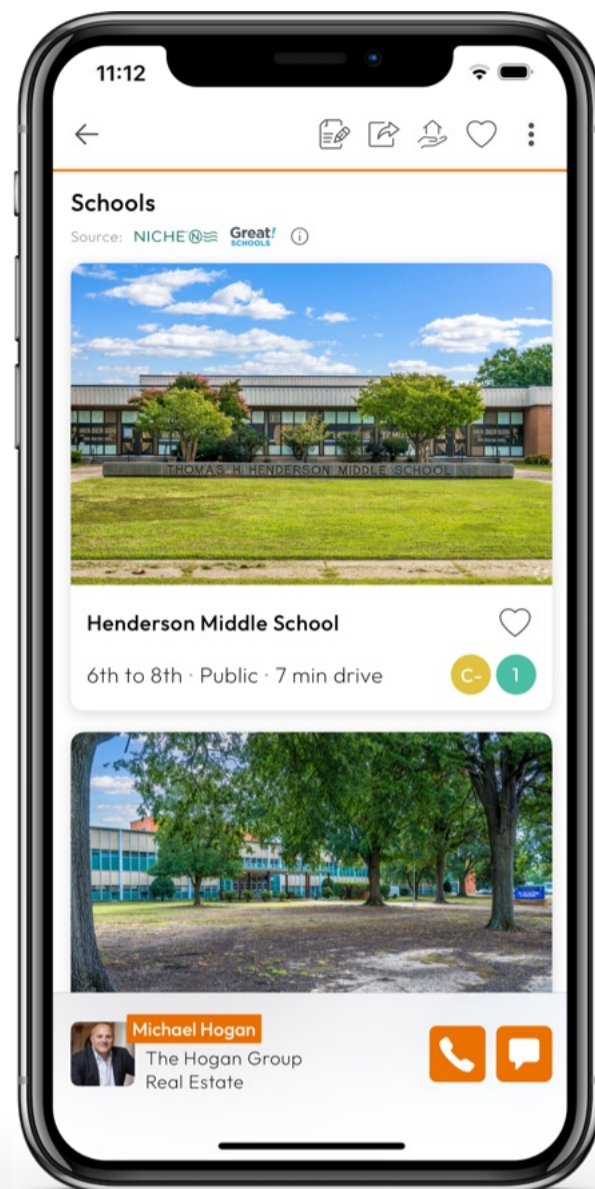 11:12
Schools
Source: NICHE N Great! SCHOOLS i
THOMAS H. HENDERSON MIDDLE SCHOOL
Henderson Middle School
6th to 8th · Public · 7 min drive
C-
1
Michael Hogan
The Hogan Group
Real Estate